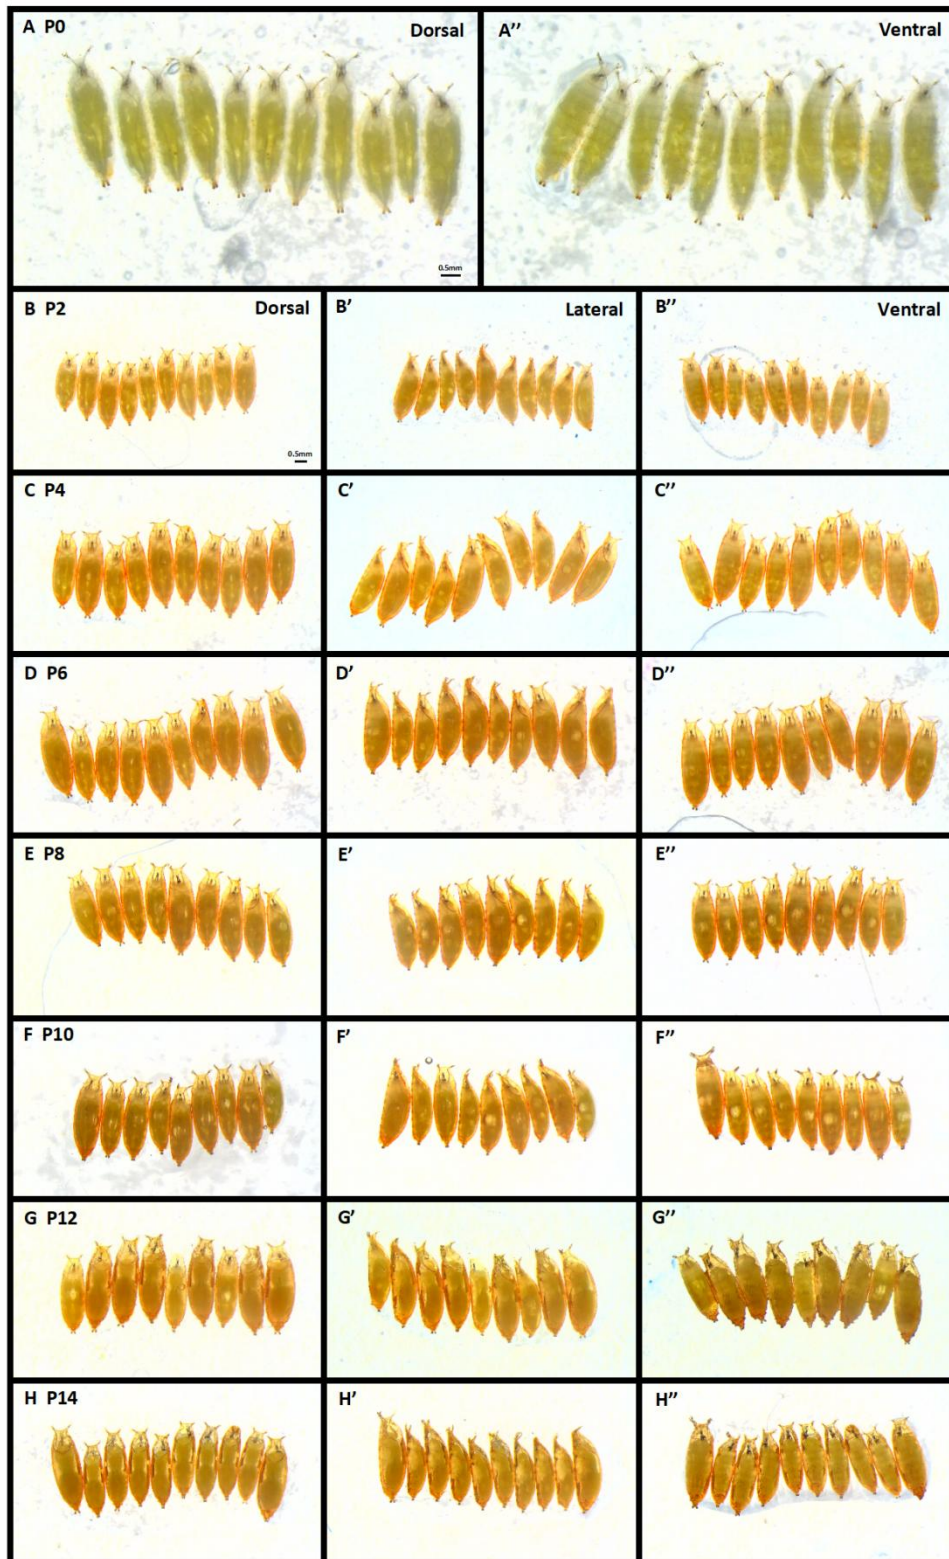 A P0 Dorsal
A″ Ventral
0.5mm
B P2 Dorsal
B′ Lateral
B″ Ventral
0.5mm
C P4
C′
C″
D P6
D′
D″
E P8
E′
E″
F P10
F′
F″
G P12
G′
G″
H P14
H′
H″